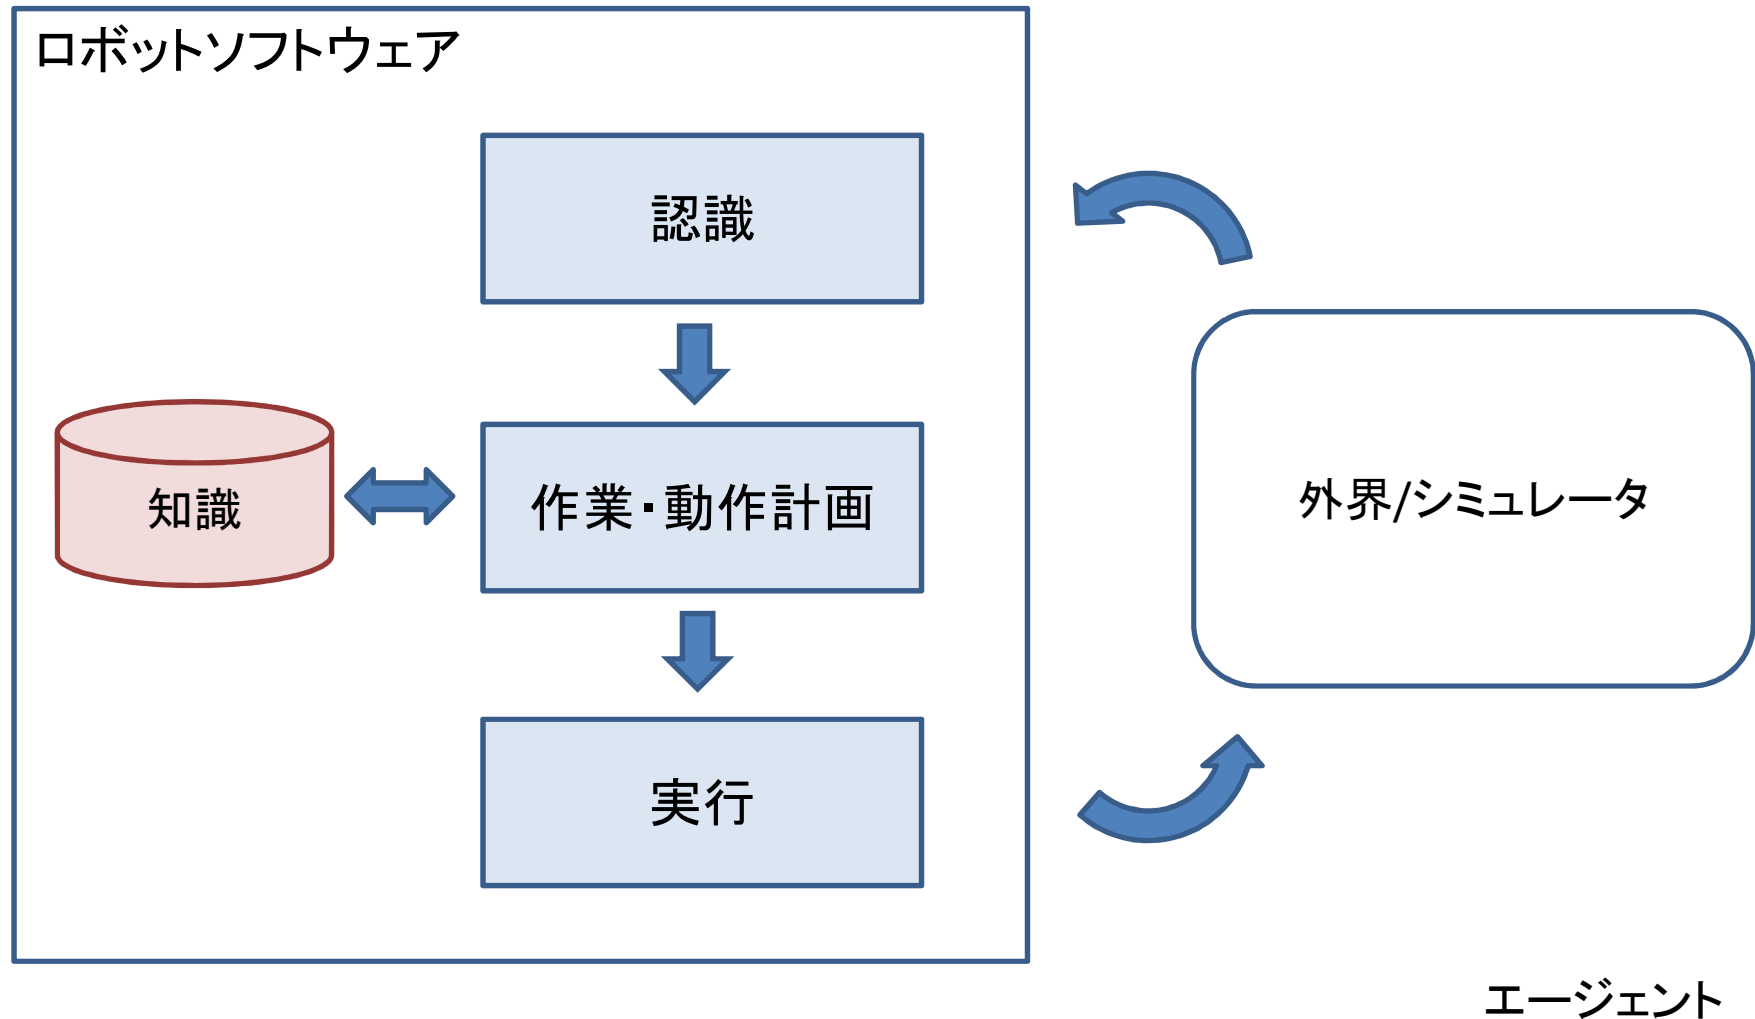 ロボットソフトウェア
認識
知識
作業・動作計画
外界/シミュレータ
実行
エージェント